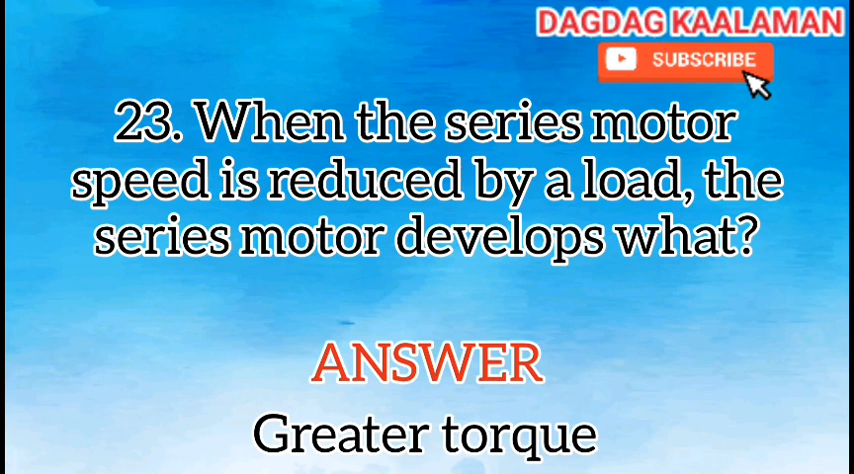 DAGDAG KAALAMAN
SUBSCRIBE
23. When the series motor
speed is reduced by a load, the
series motor develops what?
ANSWER
Greater torque